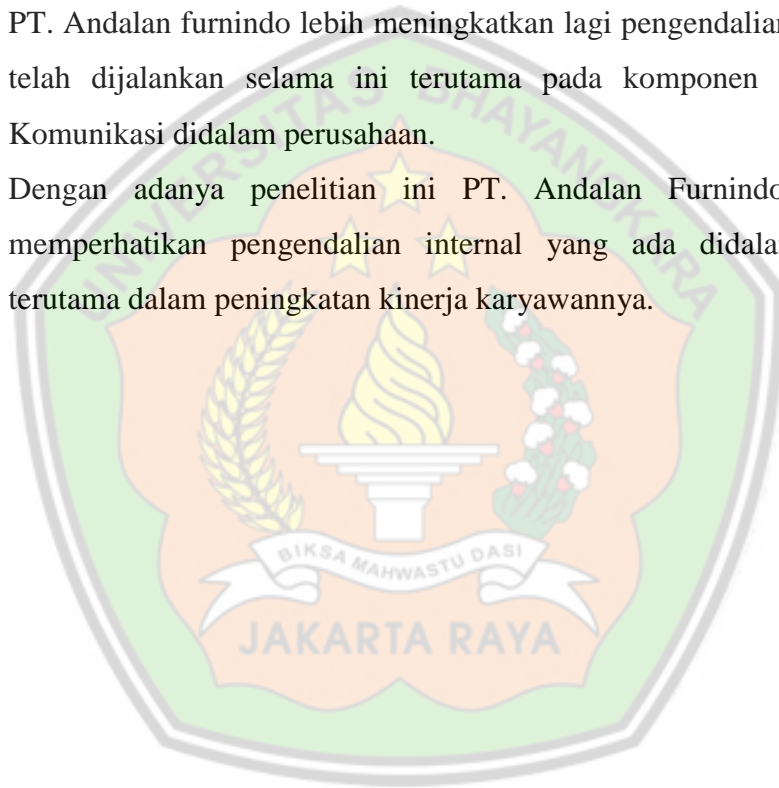 PT. Andalan furnindo lebih meningkatkan lagi pengendalian
telah dijalankan selama ini terutama pada komponen
Komunikasi didalam perusahaan.
Dengan adanya penelitian ini PT. Andalan Furnindo
memperhatikan pengendalian internal yang ada didala
terutama dalam peningkatan kinerja karyawannya.
UNIVERSITAS BHAYANGKARA
BIKSA MAHWASTU DASI
JAKARTA RAYA